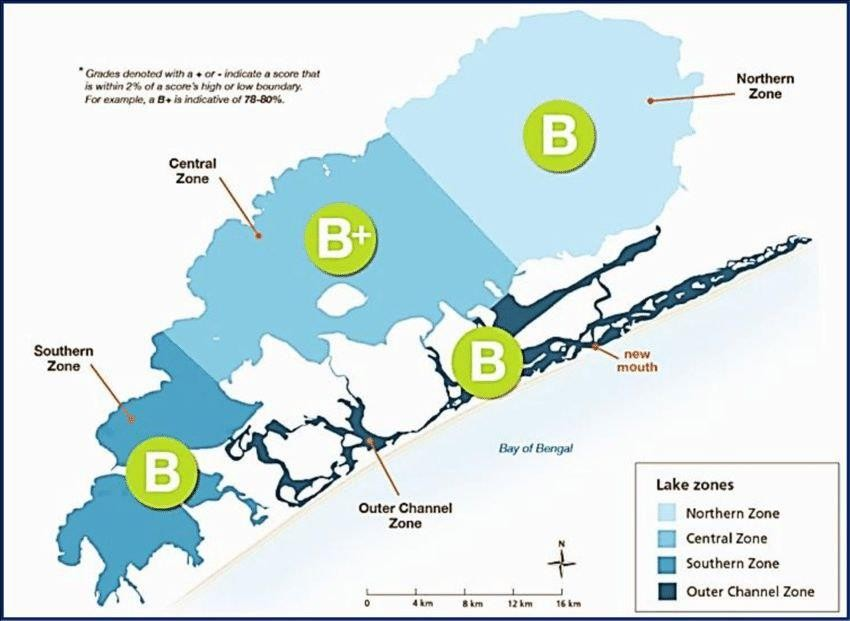 * Grades denoted with a + or - indicate a score that
is within 2% of a score's high or low boundary.
For example, a B+ is indicative of 78-80%.
Northern
Zone
B
Central
Zone
B+
Southern
Zone
B
B
new
mouth
Bay of Bengal
Outer Channel
Zone
Lake zones
Northern Zone
Central Zone
Southern Zone
Outer Channel Zone
N
0 4 km 8 km 12 km 16 km